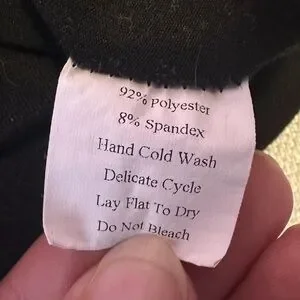 92% polyester
8% Spandex
Hand Cold Wash
Delicate Cycle
Lay Flat To Dry
Do Not Bleach